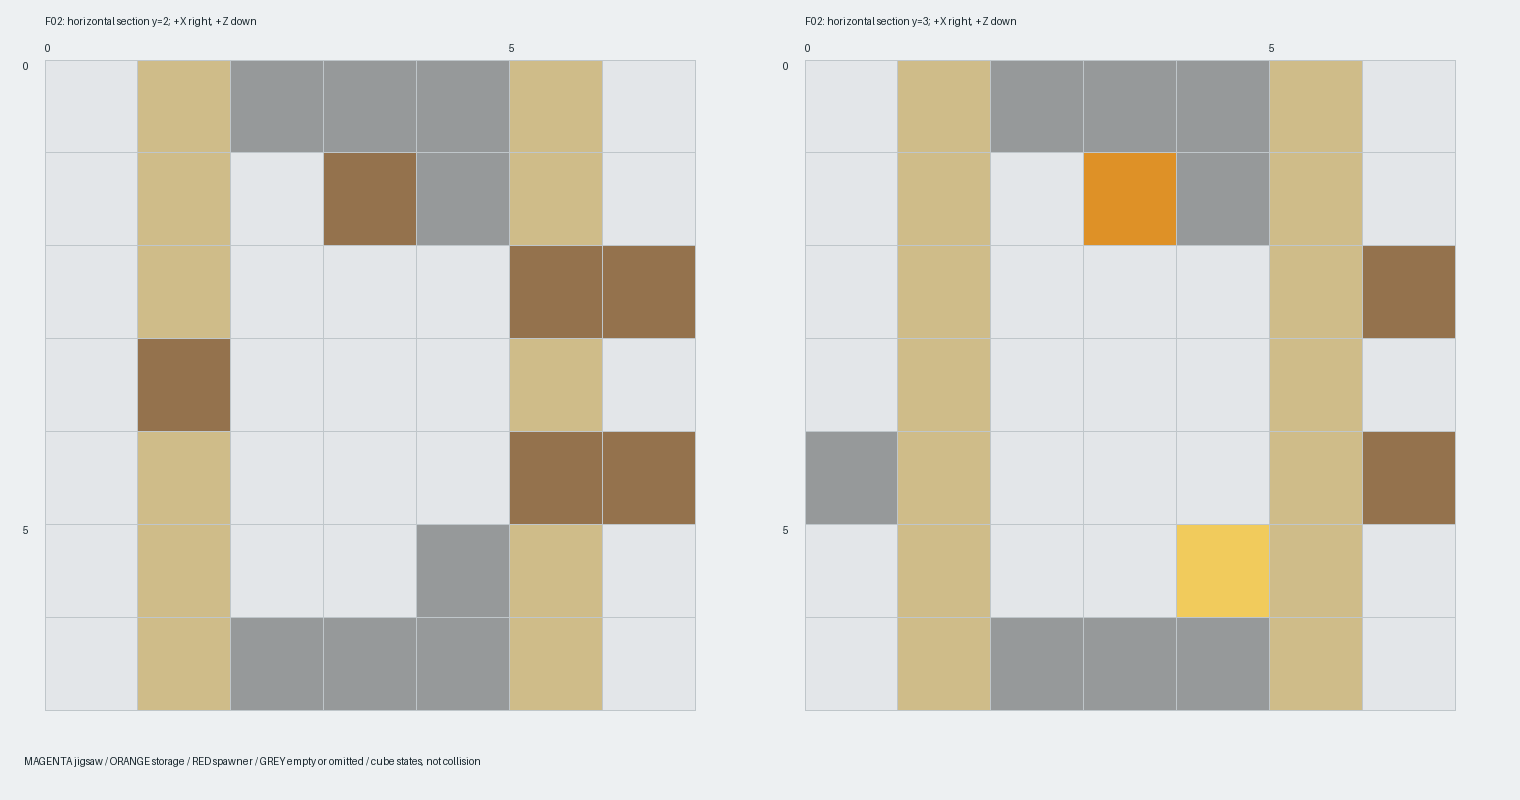 F02: horizontal section y=2; +X right, +Z down
F02: horizontal section y=3; +X right, +Z down
0 5
0 5
0
0
5
5
MAGENTA jigsaw / ORANGE storage / RED spawner / GREY empty or omitted / cube states, not collision